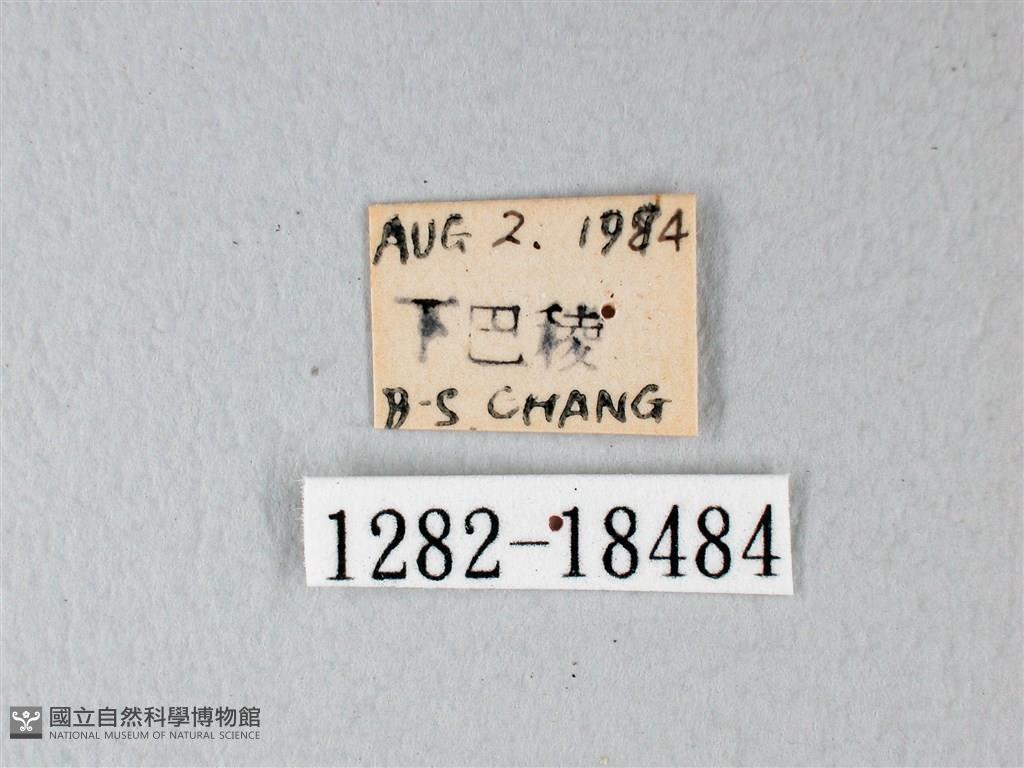 AUG 2. 1984
下巴稜
B-S CHANG
1282-18484
國立自然科學博物館
NATIONAL MUSEUM OF NATURAL SCIENCE